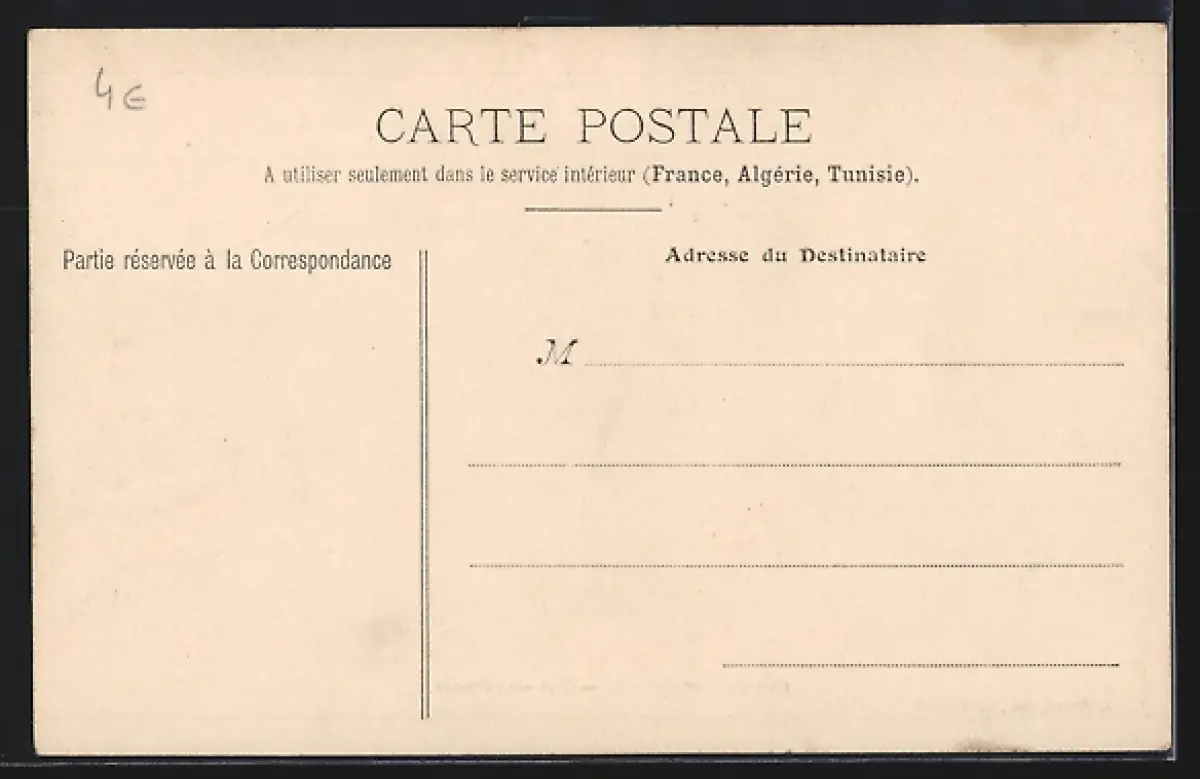 4€
CARTE POSTALE
A utiliser seulement dans le service intérieur (France, Algérie, Tunisie).
Partie réservée à la Correspondance
Adresse du Destinataire
M